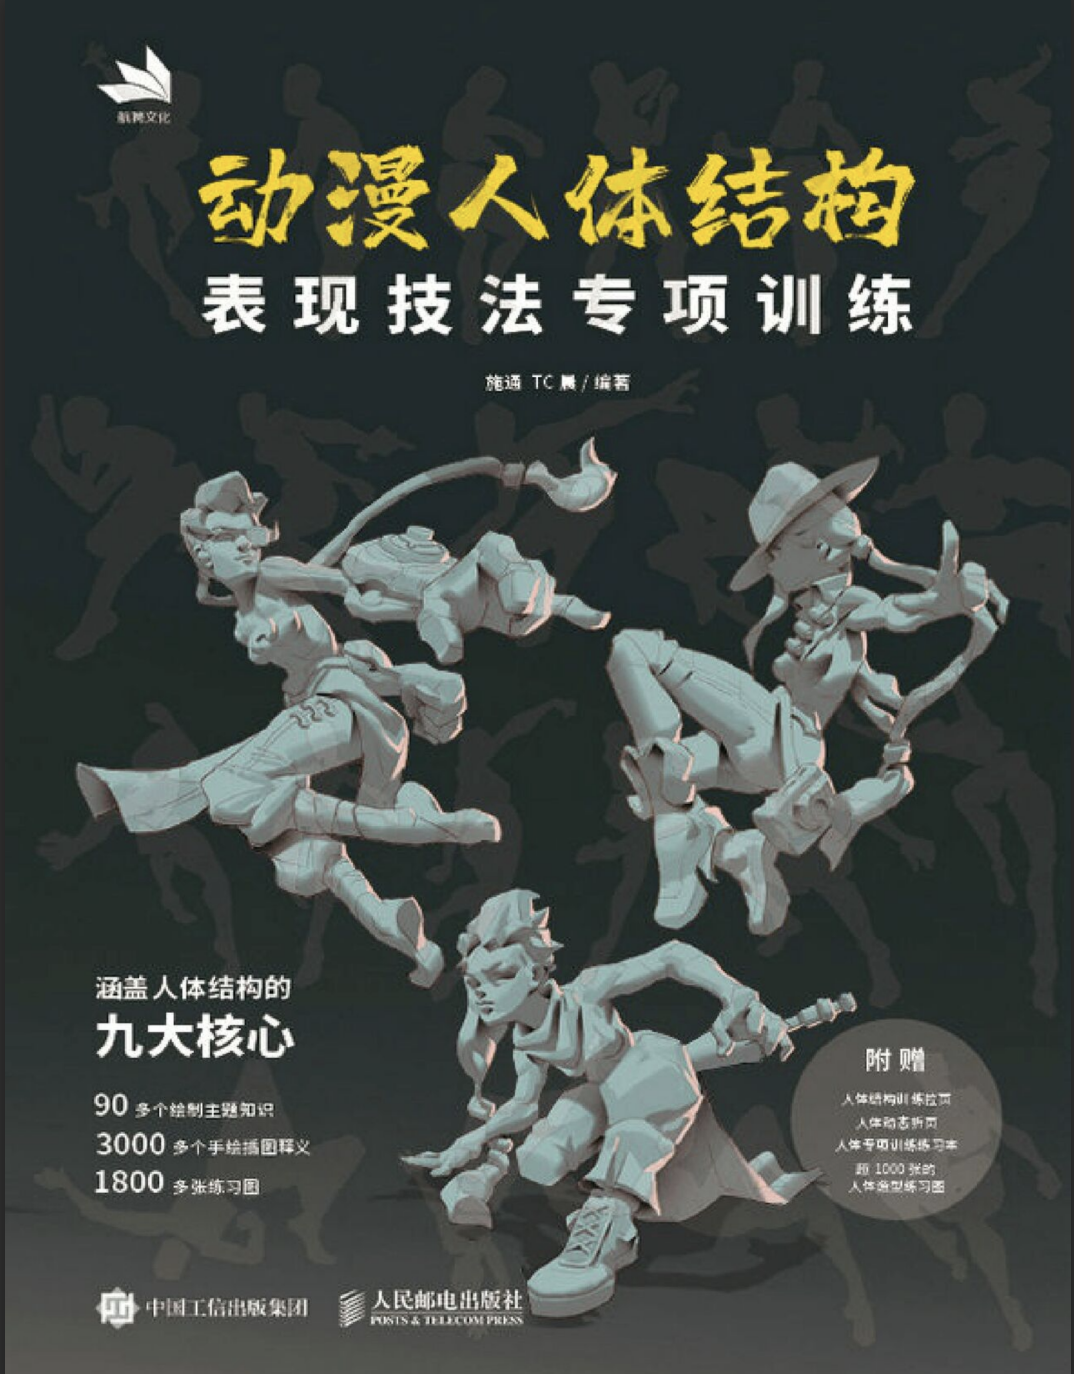 航骋文化
动漫人体结构
表现技法专项训练
施通 TC 晨 / 编著
涵盖人体结构的
九大核心
90 多个绘制主题知识
3000 多个手绘插图释义
1800 多张练习图
附赠
人体结构训练拉页
人体动态折页
人体专项训练练习本
超 1000 张的
人体造型练习图
中国工信出版集团
人民邮电出版社
POSTS & TELECOM PRESS